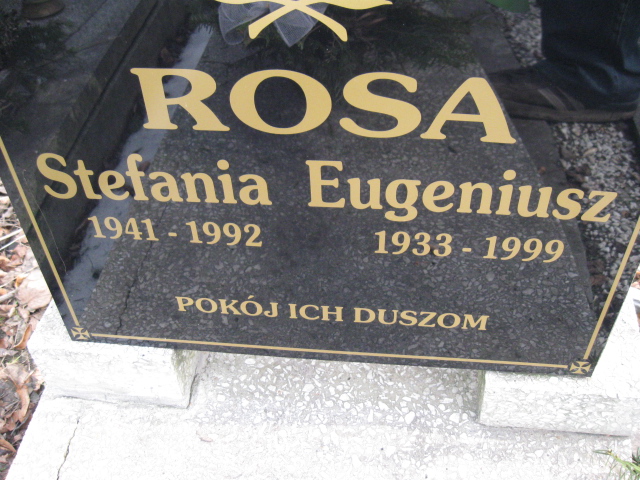 ROSA
Stefania Eugeniusz
1941 - 1992 1933 - 1999
POKÓJ ICH DUSZOM